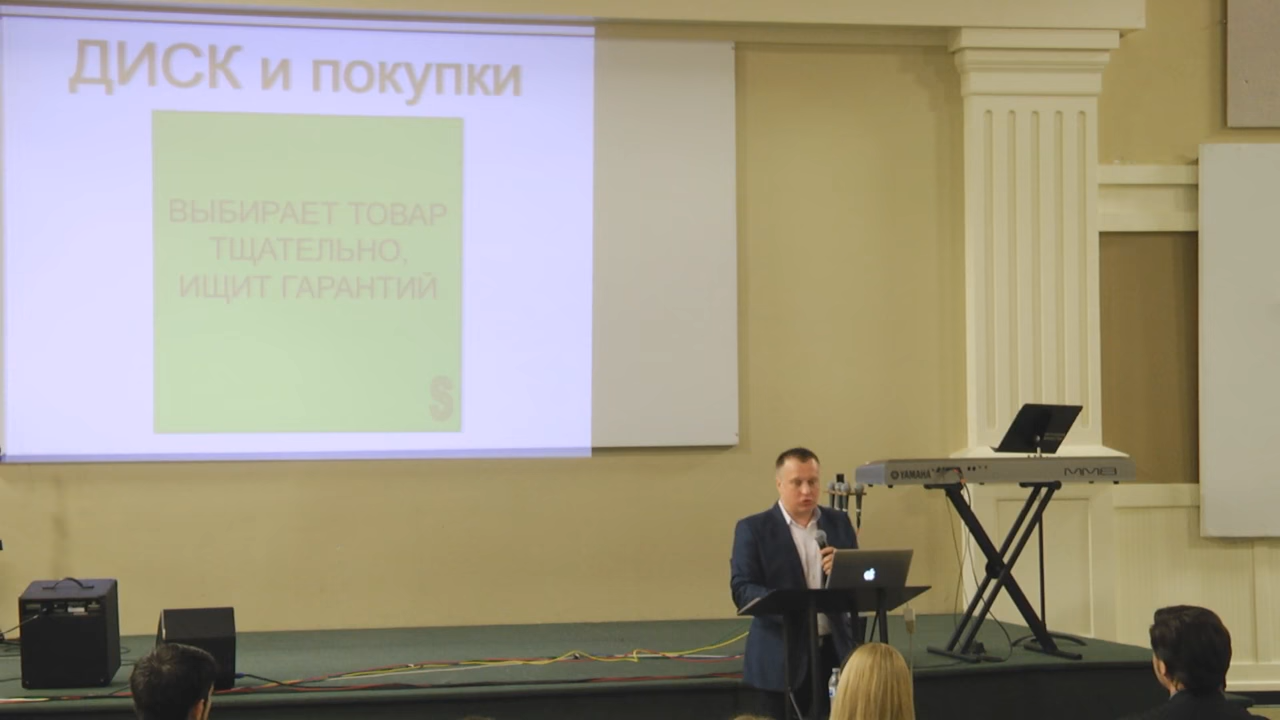 ДИСК и покупки
ВЫБИРАЕТ ТОВАР
ТЩАТЕЛЬНО,
ИЩИТ ГАРАНТИЙ
S
YAMAHA
MM8